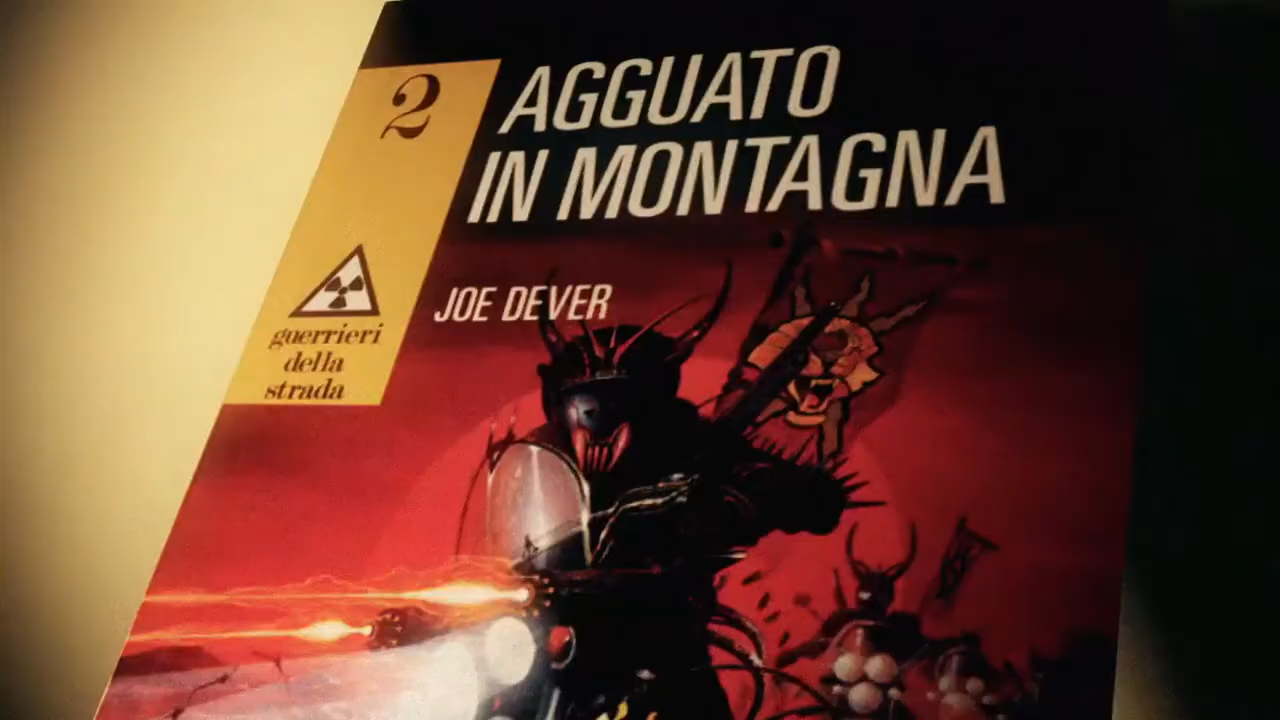 2
AGGUATO
IN MONTAGNA
JOE DEVER
guerrieri
della
strada